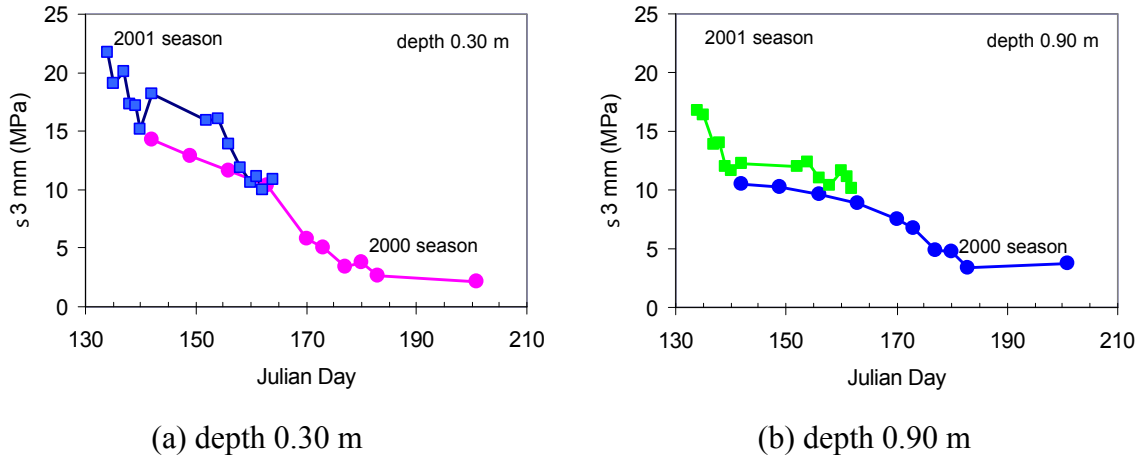 25
20
15
10
5
0
s 3 mm (MPa)
2001 season
depth 0.30 m
2000 season
130 150 170 190 210
Julian Day
(a) depth 0.30 m
25
20
15
10
5
0
s 3 mm (MPa)
2001 season
depth 0.90 m
2000 season
130 150 170 190 210
Julian Day
(b) depth 0.90 m